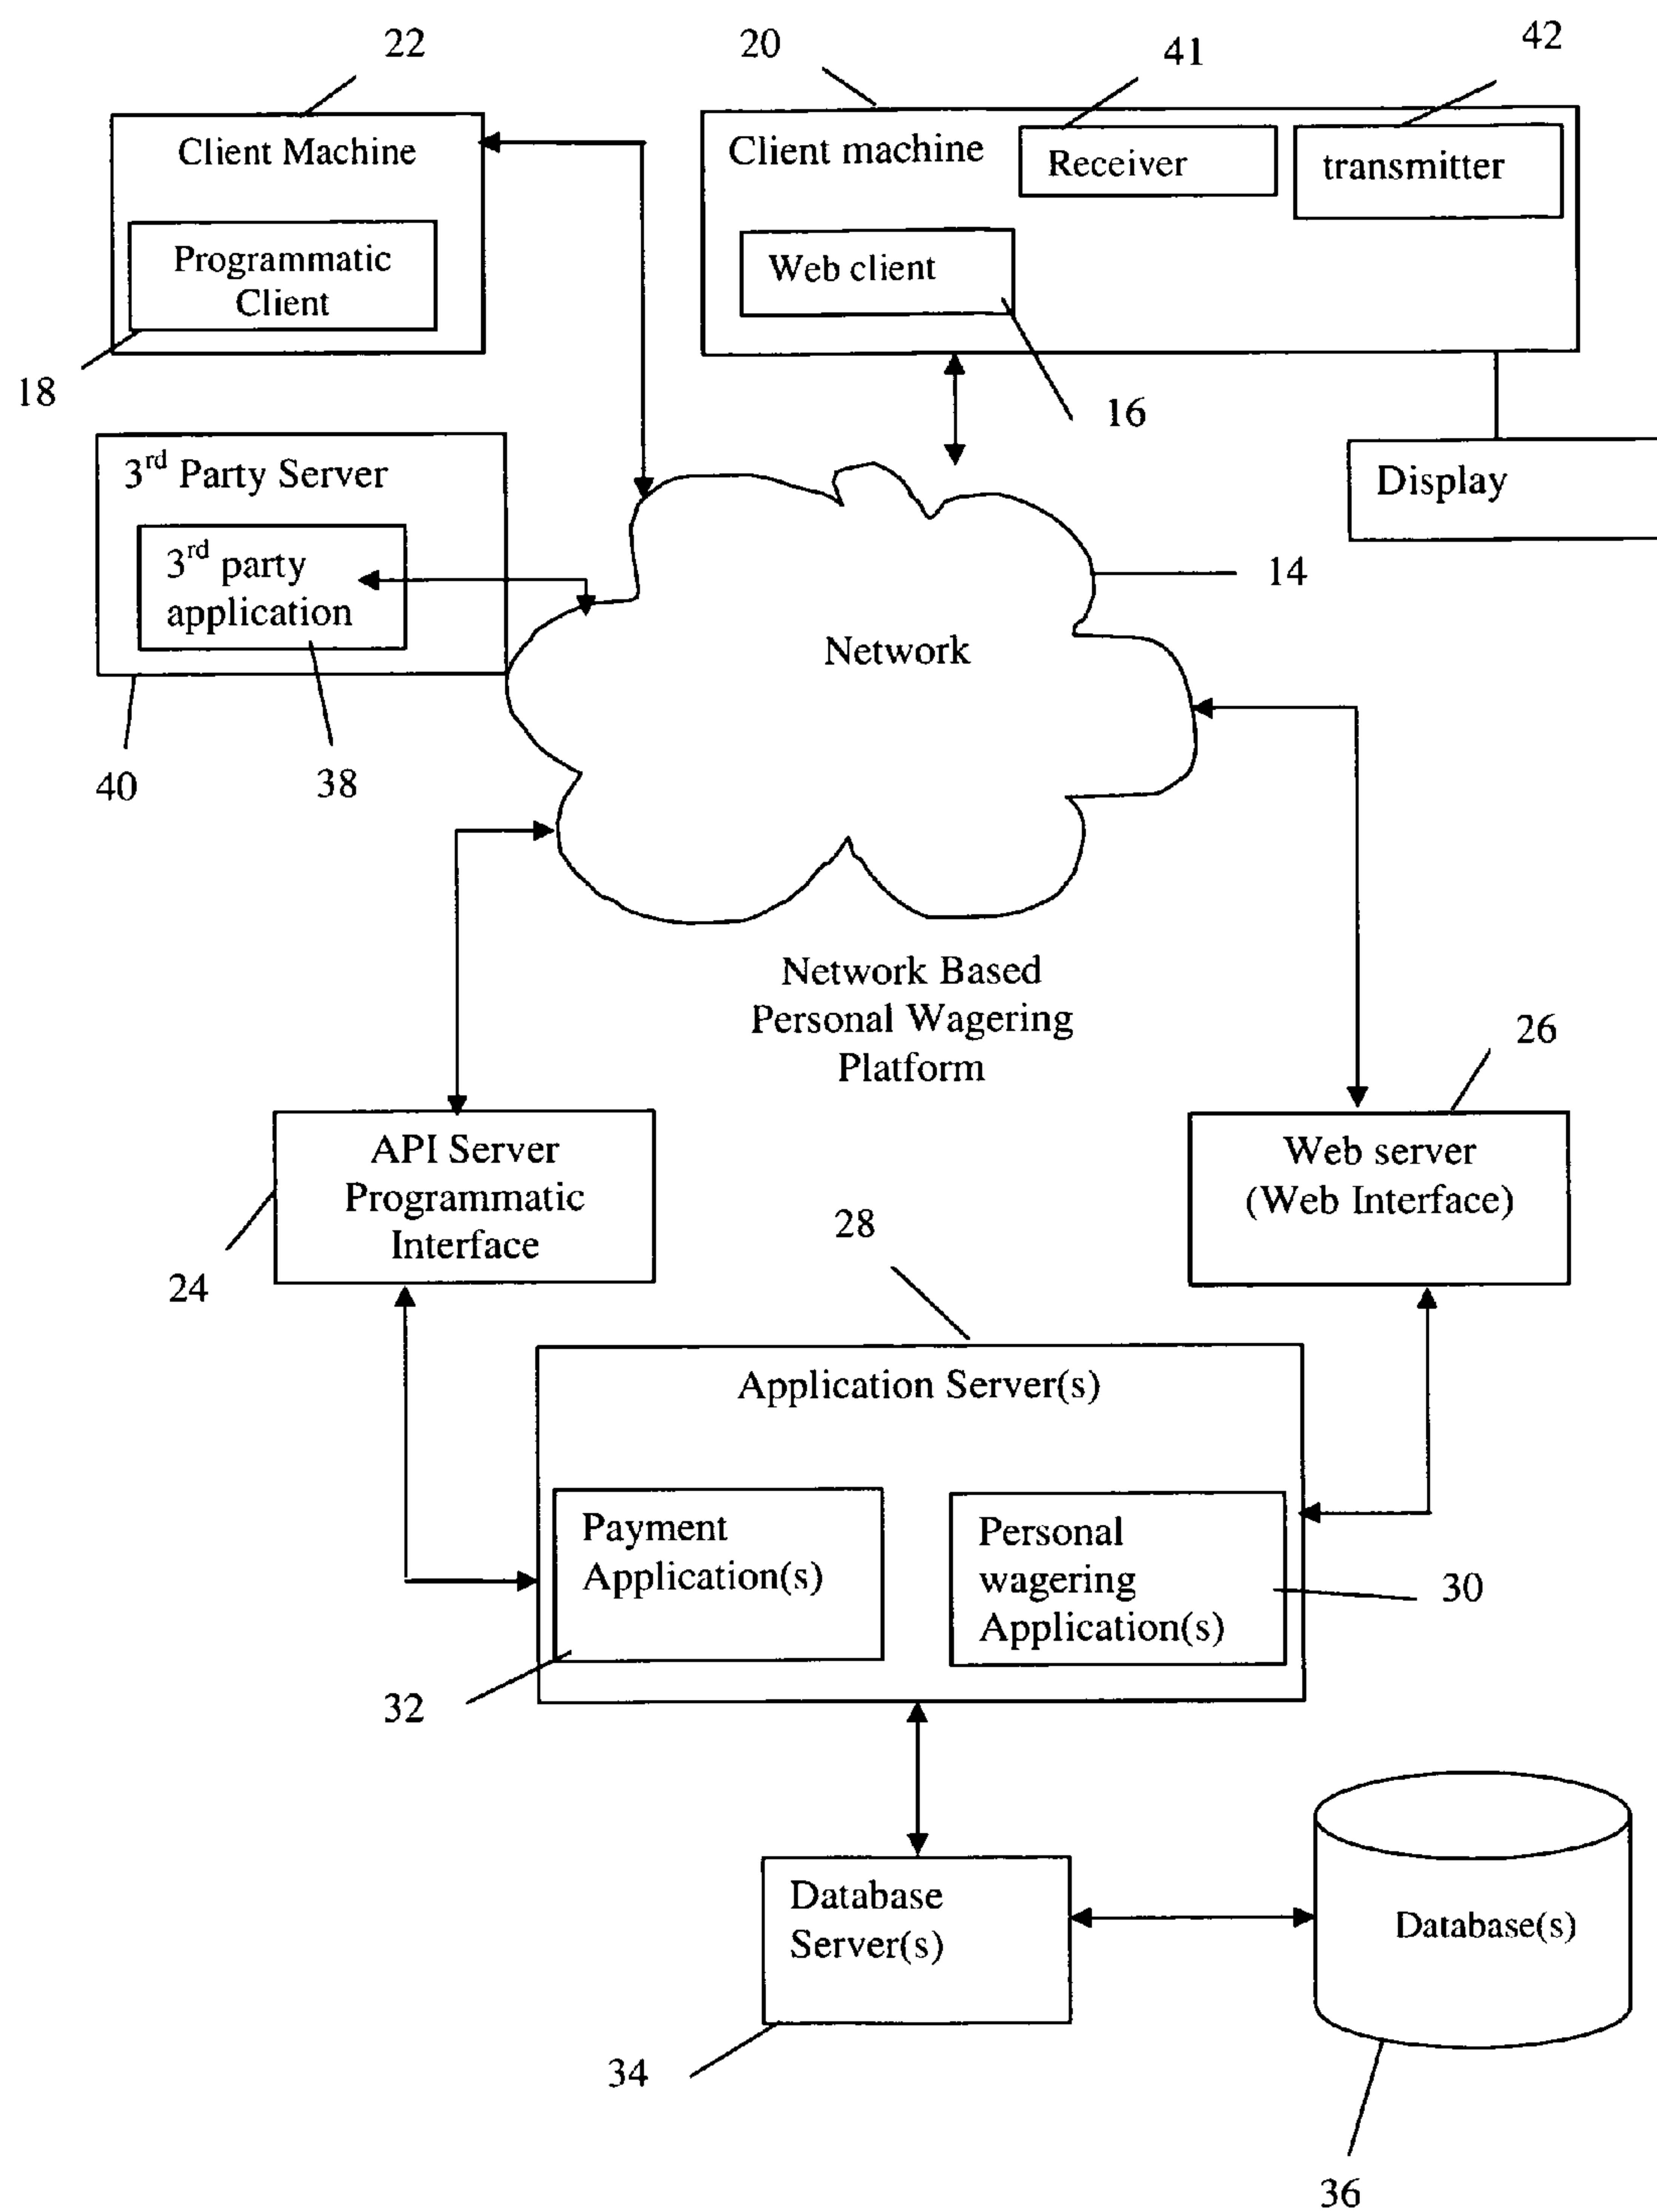 22
20
41
42
Client Machine
Client machine
Receiver
transmitter
Programmatic
Client
Web client
18
16
3rd Party Server
Display
3rd party
application
14
Network
40
38
Network Based
Personal Wagering
Platform
26
API Server
Programmatic
Interface
Web server
(Web Interface)
24
28
Application Server(s)
Payment
Application(s)
Personal
wagering
Application(s)
30
32
Database
Server(s)
Database(s)
34
36